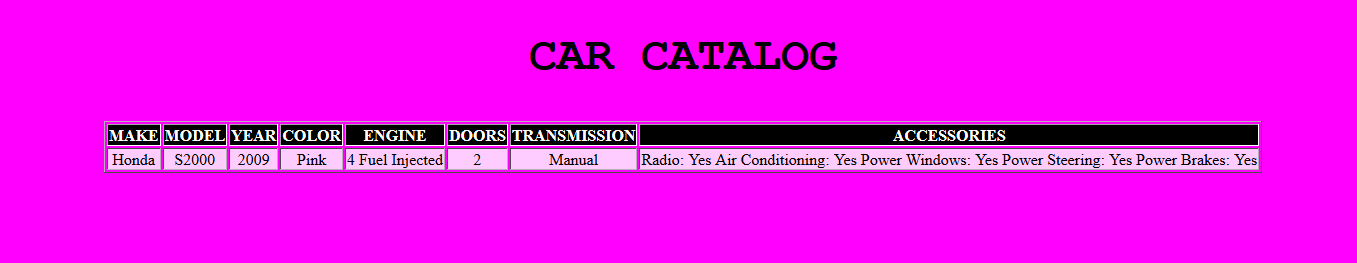 CAR CATALOG
MAKE MODEL YEAR COLOR ENGINE DOORS TRANSMISSION ACCESSORIES
Honda S2000 2009 Pink 4 Fuel Injected 2 Manual Radio: Yes Air Conditioning: Yes Power Windows: Yes Power Steering: Yes Power Brakes: Yes